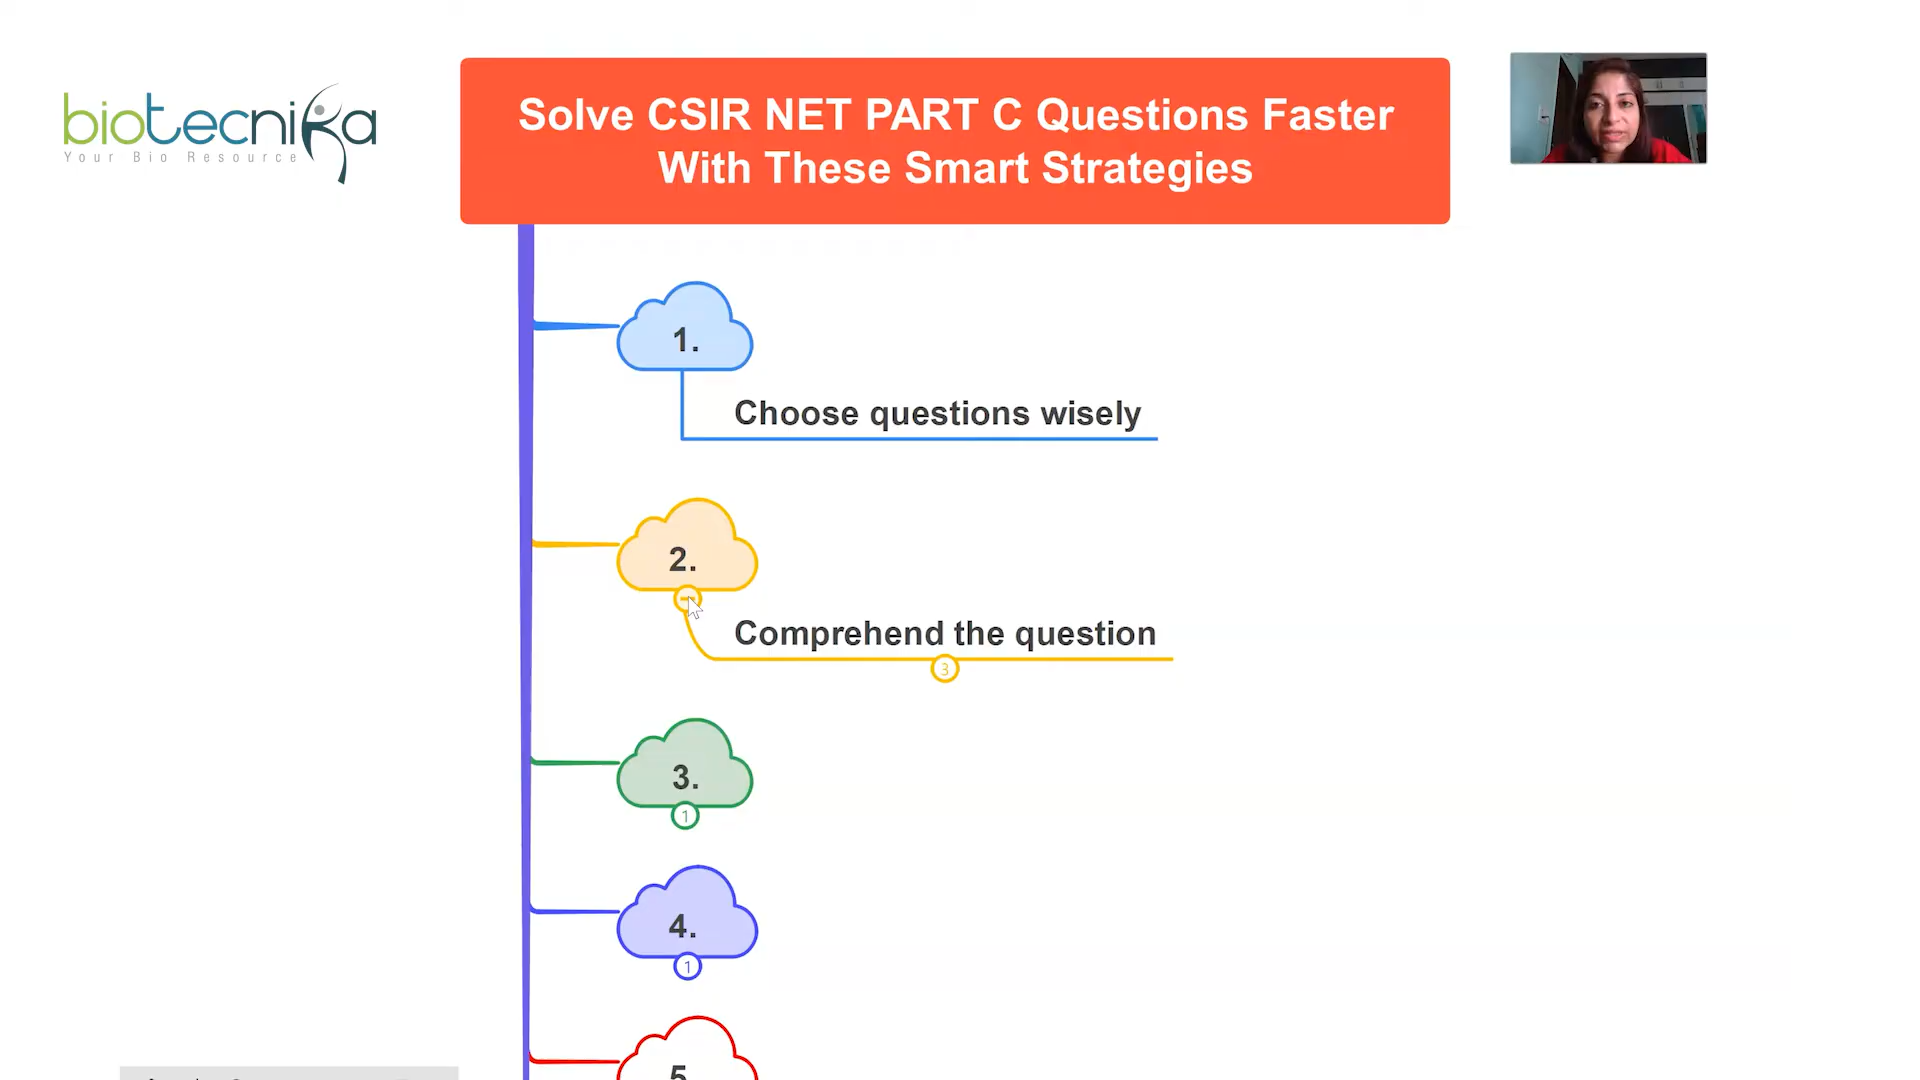 biotecnika
Your Bio Resource
Solve CSIR NET PART C Questions Faster
With These Smart Strategies
1.
Choose questions wisely
2.
Comprehend the question
3
3.
1
4.
1
5